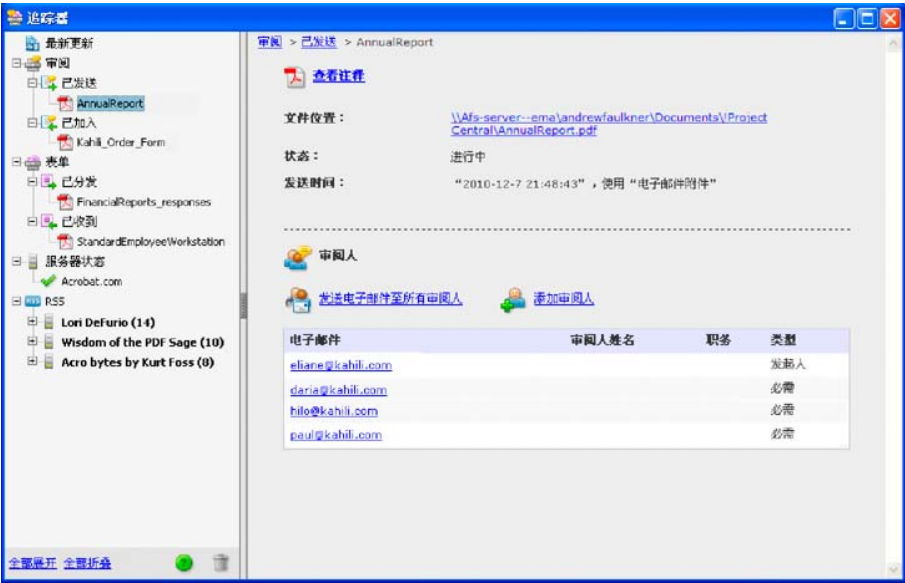 追踪器
最新更新
审阅
已发送
AnnualReport
已加入
Kahili_Order_Form
表单
已分发
FinancialReports_responses
已收到
StandardEmployeeWorkstation
服务器状态
Acrobat.com
RSS
Lori DeFurio (14)
Wisdom of the PDF Sage (10)
Acro bytes by Kurt Foss (8)
全部展开 全部折叠
审阅 > 已发送 > AnnualReport
查看注释
文件位置： \\Afs-server--ema\andrewfaulkner\Documents\!Project
Central\AnnualReport.pdf
状态： 进行中
发送时间： “2010-12-7 21:48:43”，使用“电子邮件附件”
审阅人
发送电子邮件至所有审阅人 添加审阅人
电子邮件 审阅人姓名 职务 类型
eliane@kahili.com 发起人
daria@kahili.com 必需
hilo@kahili.com 必需
paul@kahili.com 必需